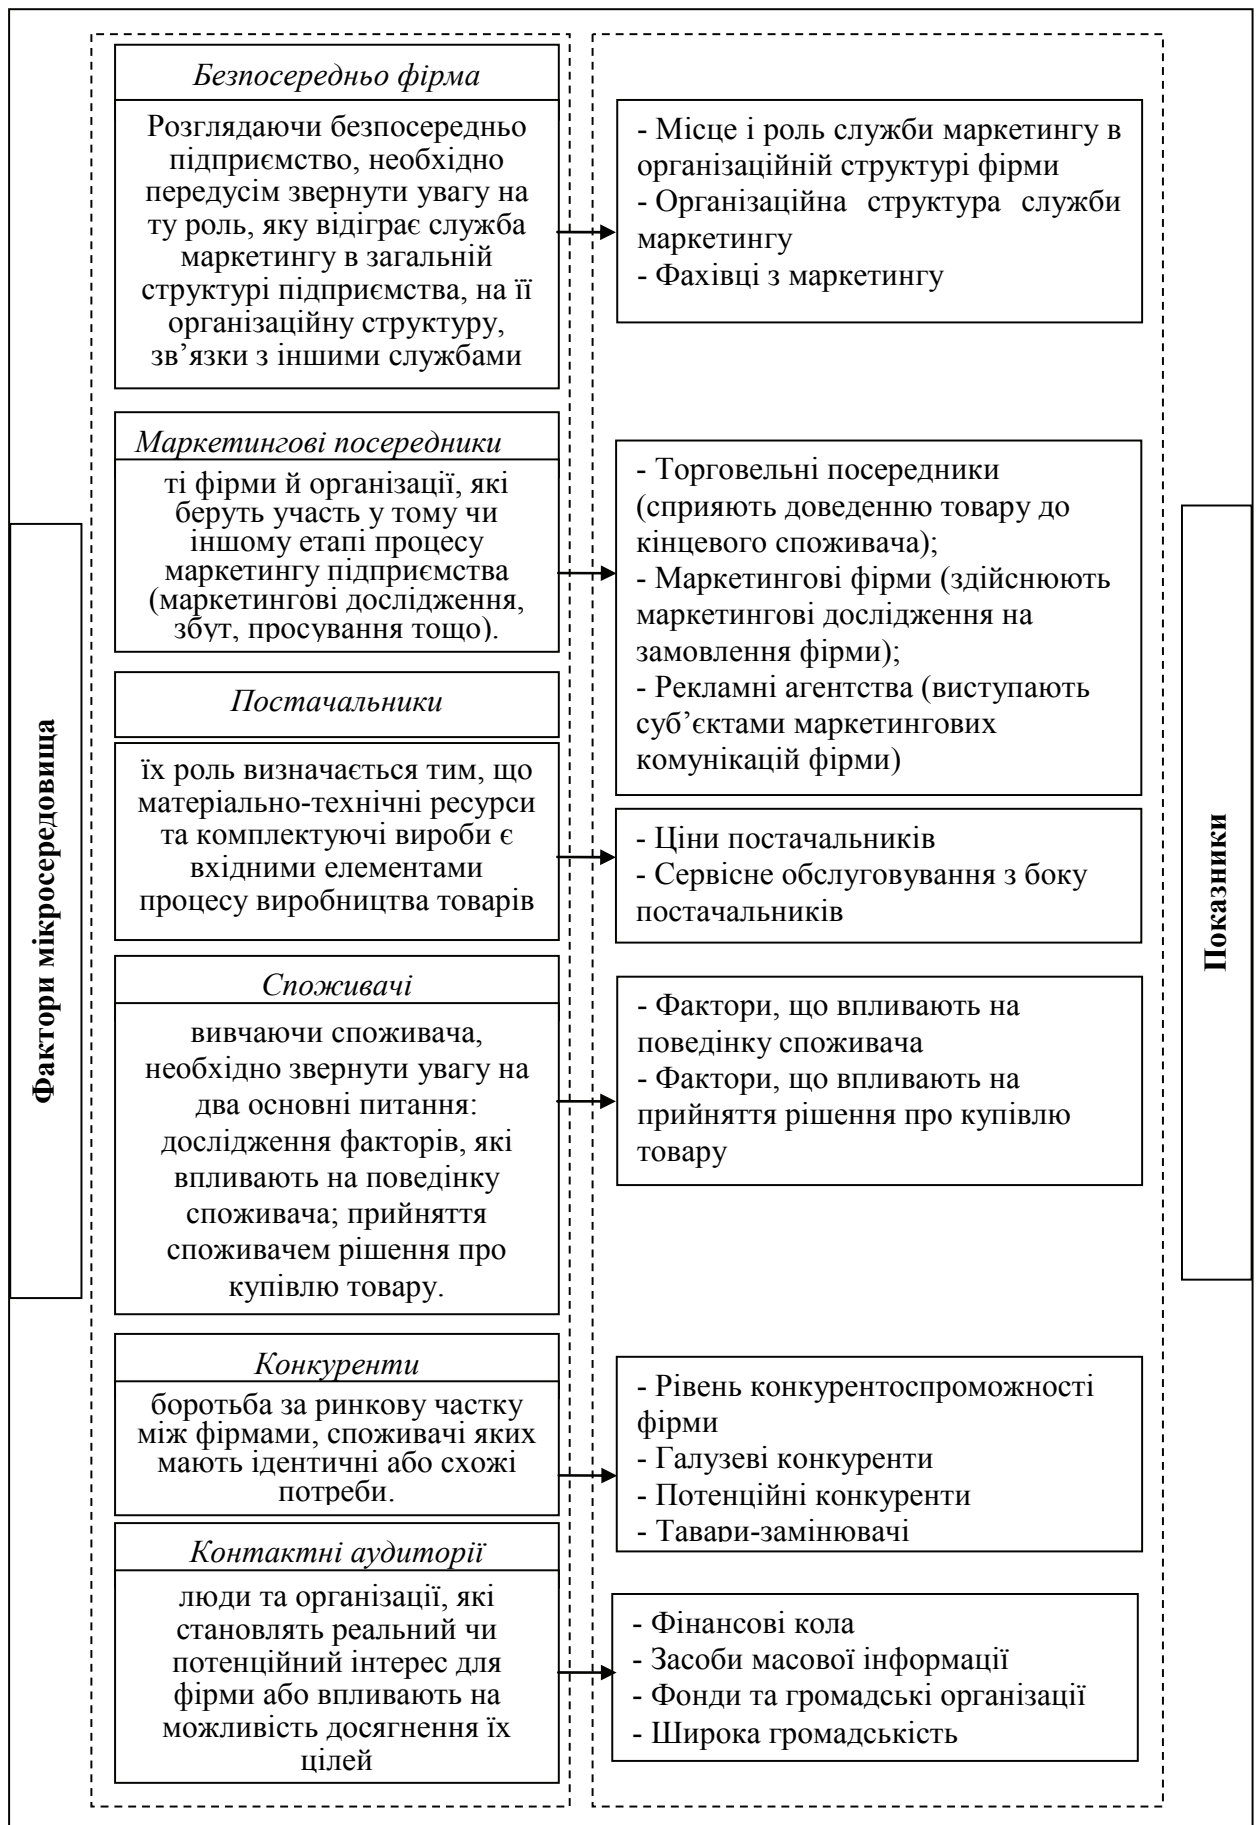 Фактори мікросередовища
Безпосередньо фірма
Розглядаючи безпосередньо
підприємство, необхідно
передусім звернути увагу на
ту роль, яку відіграє служба
маркетингу в загальній
структурі підприємства, на її
організаційну структуру,
зв’язки з іншими службами
- Місце і роль служби маркетингу в
організаційній структурі фірми
- Організаційна структура служби
маркетингу
- Фахівці з маркетингу
Маркетингові посередники
ті фірми й організації, які
беруть участь у тому чи
іншому етапі процесу
маркетингу підприємства
(маркетингові дослідження,
збут, просування тощо).
- Торговельні посередники
(сприяють доведенню товару до
кінцевого споживача);
- Маркетингові фірми (здійснюють
маркетингові дослідження на
замовлення фірми);
- Рекламні агентства (виступають
суб’єктами маркетингових
комунікацій фірми)
Постачальники
їх роль визначається тим, що
матеріально-технічні ресурси
та комплектуючі вироби є
вхідними елементами
процесу виробництва товарів
- Ціни постачальників
- Сервісне обслуговування з боку
постачальників
Споживачі
вивчаючи споживача,
необхідно звернути увагу на
два основні питання:
дослідження факторів, які
впливають на поведінку
споживача; прийняття
споживачем рішення про
купівлю товару.
- Фактори, що впливають на
поведінку споживача
- Фактори, що впливають на
прийняття рішення про купівлю
товару
Конкуренти
боротьба за ринкову частку
між фірмами, споживачі яких
мають ідентичні або схожі
потреби.
- Рівень конкурентоспроможності
фірми
- Галузеві конкуренти
- Потенційні конкуренти
- Тавари-замінювачі
Контактні аудиторії
люди та організації, які
становлять реальний чи
потенційний інтерес для
фірми або впливають на
можливість досягнення їх
цілей
- Фінансові кола
- Засоби масової інформації
- Фонди та громадські організації
- Широка громадськість
Показники